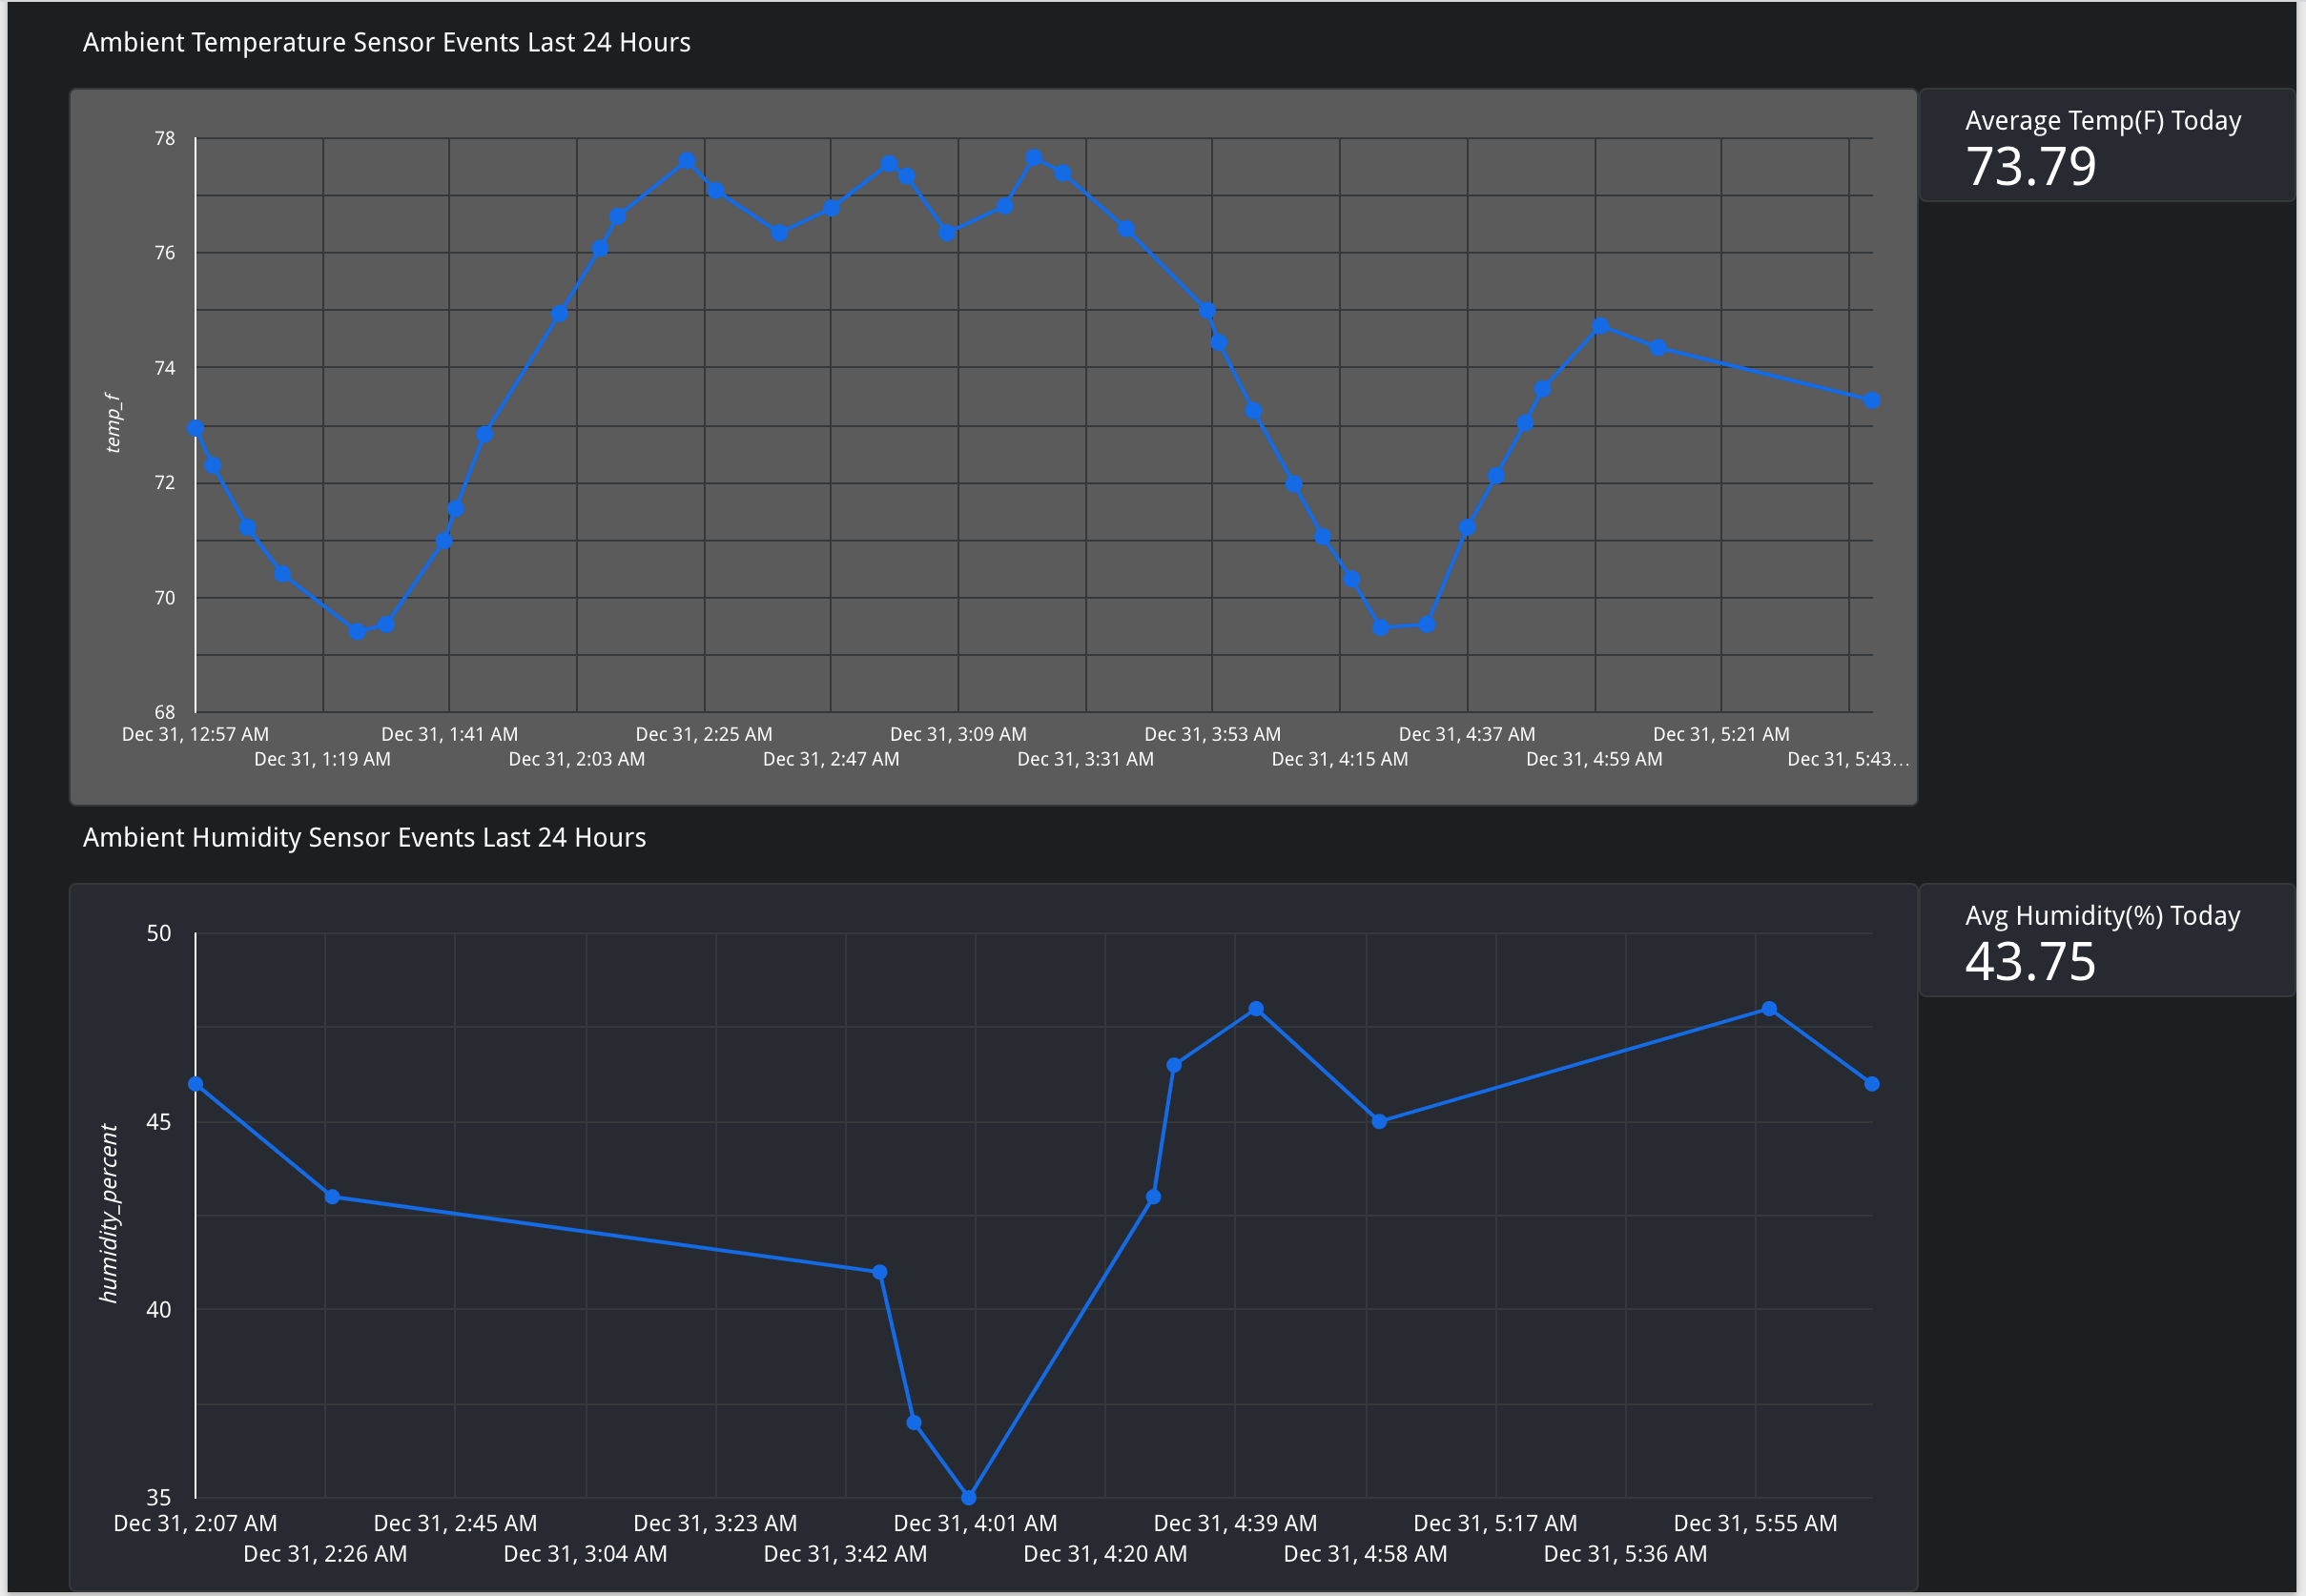 Ambient Temperature Sensor Events Last 24 Hours
Average Temp(F) Today
73.79
78
76
74
72
70
68
temp_f
Dec 31, 12:57 AM
Dec 31, 1:19 AM
Dec 31, 1:41 AM
Dec 31, 2:03 AM
Dec 31, 2:25 AM
Dec 31, 2:47 AM
Dec 31, 3:09 AM
Dec 31, 3:31 AM
Dec 31, 3:53 AM
Dec 31, 4:15 AM
Dec 31, 4:37 AM
Dec 31, 4:59 AM
Dec 31, 5:21 AM
Dec 31, 5:43...
Ambient Humidity Sensor Events Last 24 Hours
Avg Humidity(%) Today
43.75
50
45
40
35
humidity_percent
Dec 31, 2:07 AM
Dec 31, 2:26 AM
Dec 31, 2:45 AM
Dec 31, 3:04 AM
Dec 31, 3:23 AM
Dec 31, 3:42 AM
Dec 31, 4:01 AM
Dec 31, 4:20 AM
Dec 31, 4:39 AM
Dec 31, 4:58 AM
Dec 31, 5:17 AM
Dec 31, 5:36 AM
Dec 31, 5:55 AM